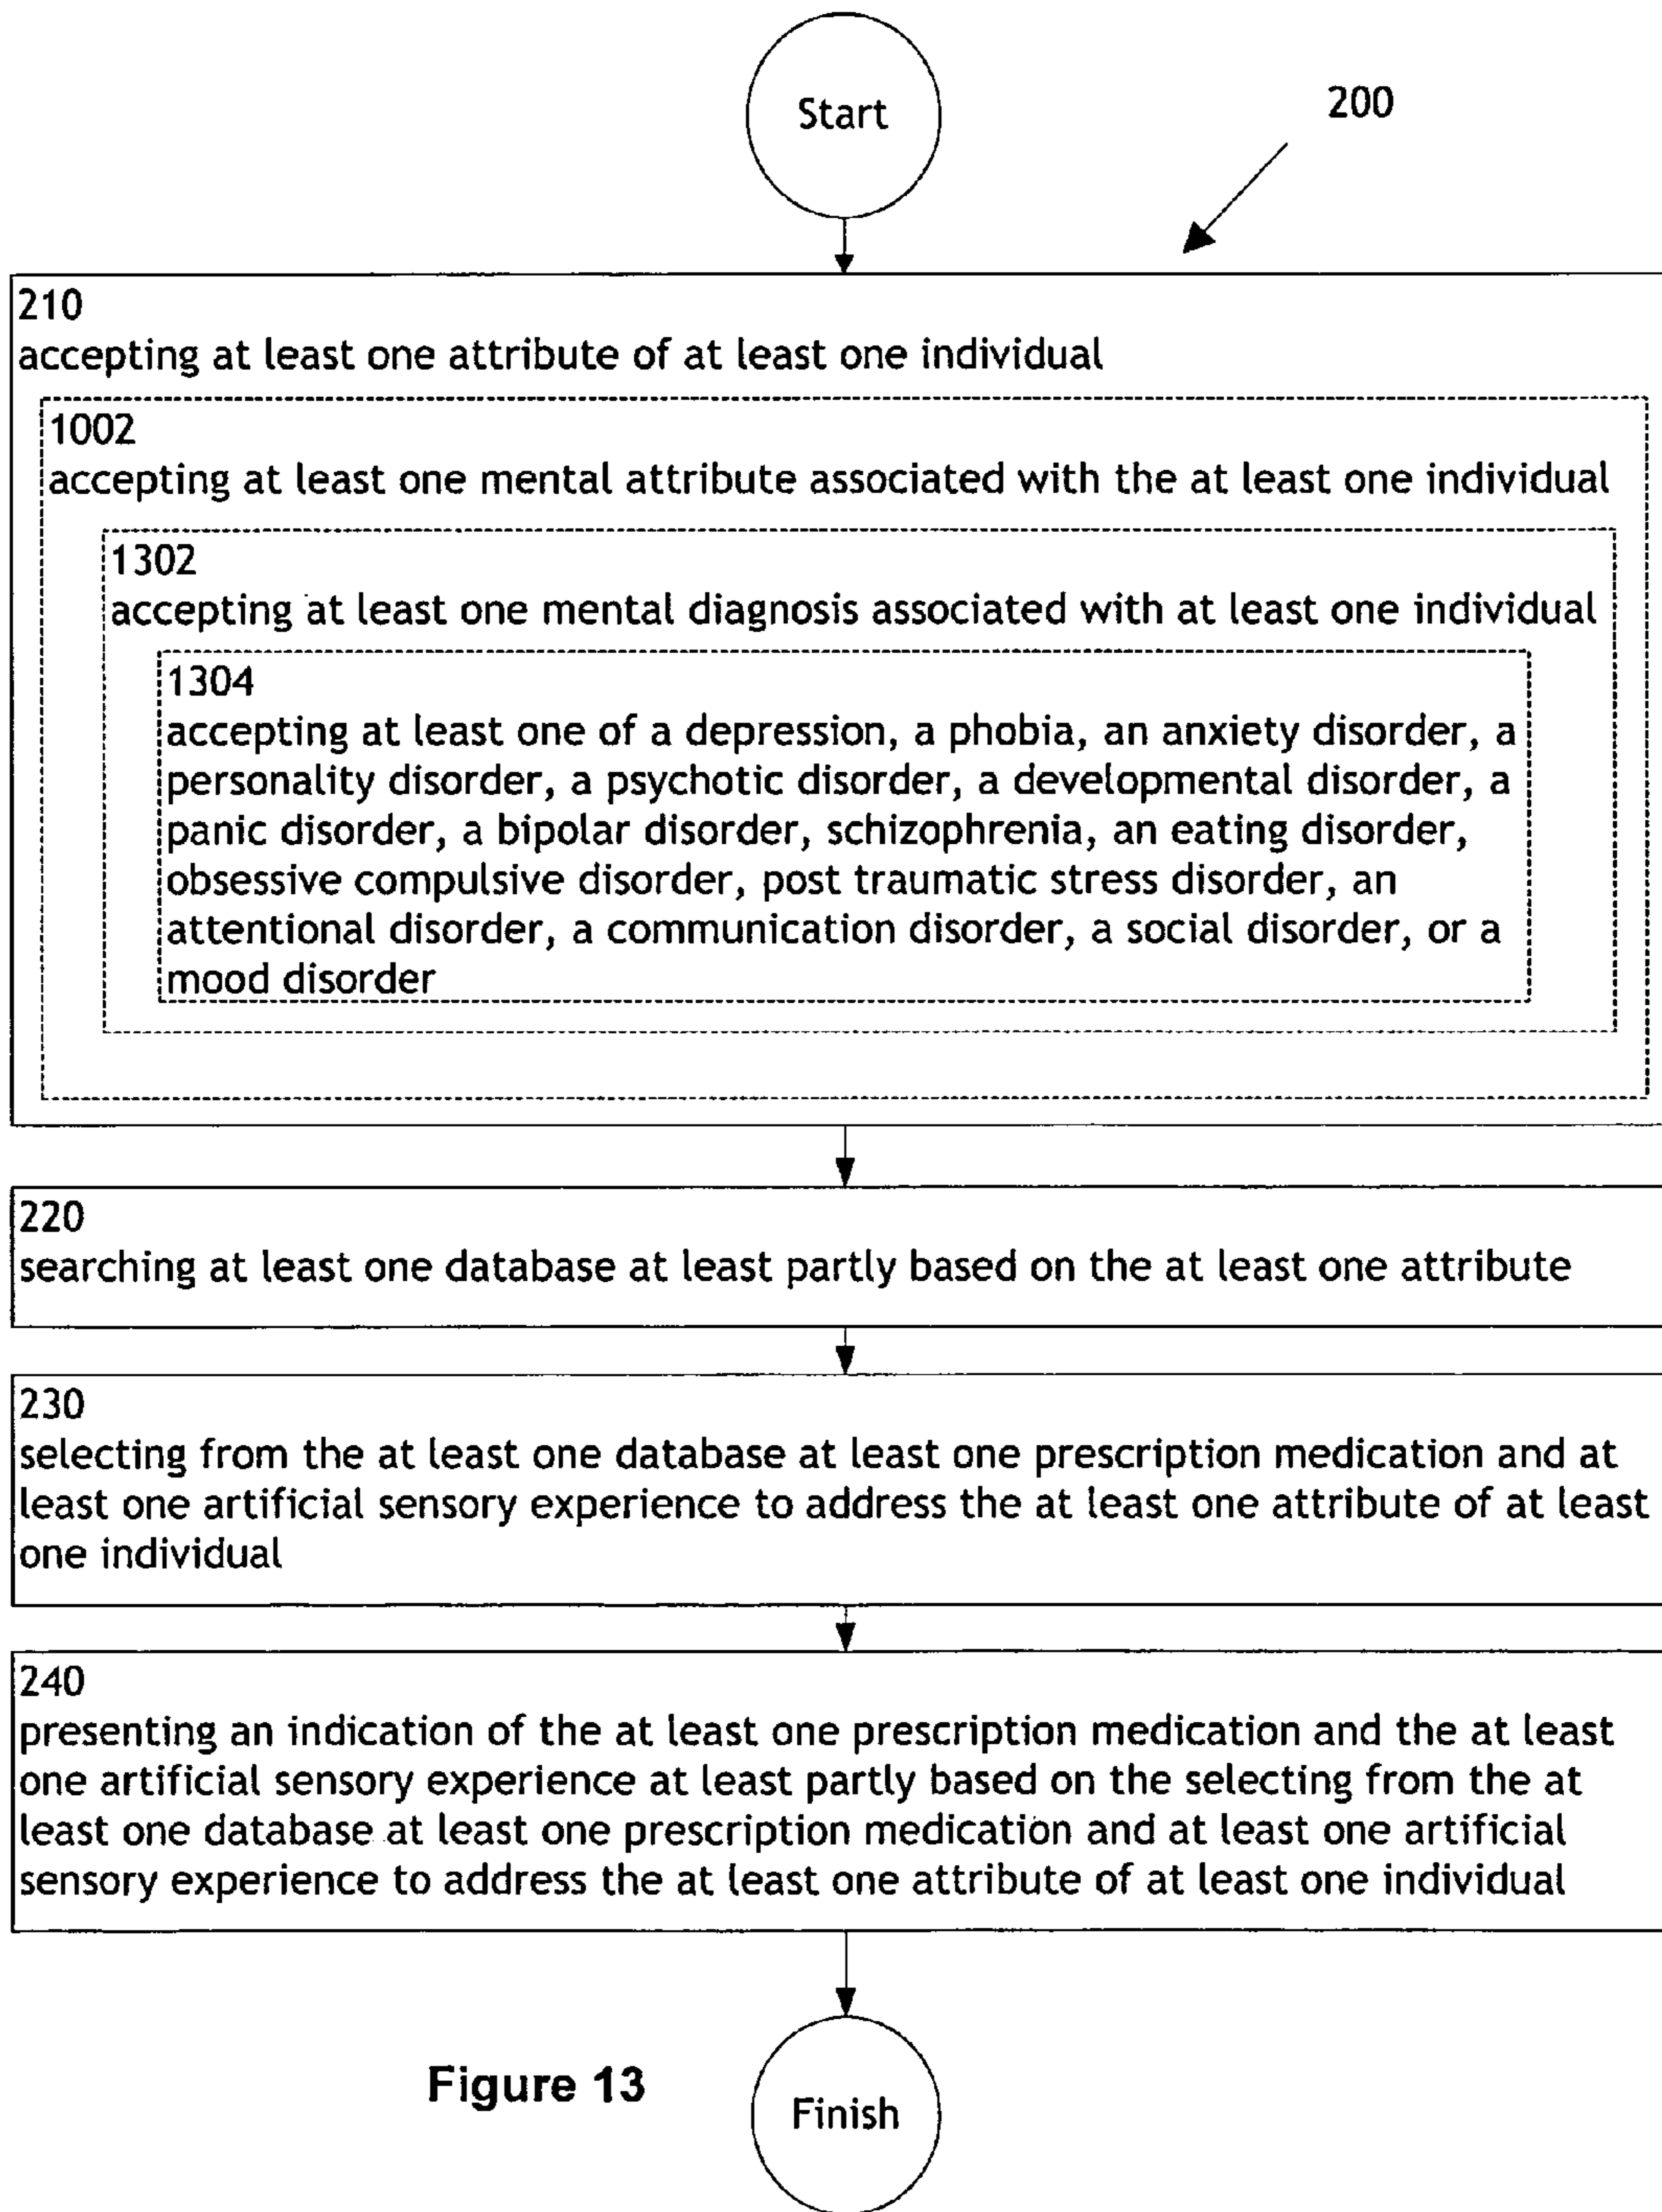 Start
200
210
accepting at least one attribute of at least one individual
1002
accepting at least one mental attribute associated with the at least one individual
1302
accepting at least one mental diagnosis associated with at least one individual
1304
accepting at least one of a depression, a phobia, an anxiety disorder, a
personality disorder, a psychotic disorder, a developmental disorder, a
panic disorder, a bipolar disorder, schizophrenia, an eating disorder,
obsessive compulsive disorder, post traumatic stress disorder, an
attentional disorder, a communication disorder, a social disorder, or a
mood disorder
220
searching at least one database at least partly based on the at least one attribute
230
selecting from the at least one database at least one prescription medication and at
least one artificial sensory experience to address the at least one attribute of at least
one individual
240
presenting an indication of the at least one prescription medication and the at least
one artificial sensory experience at least partly based on the selecting from the at
least one database at least one prescription medication and at least one artificial
sensory experience to address the at least one attribute of at least one individual
Figure 13
Finish